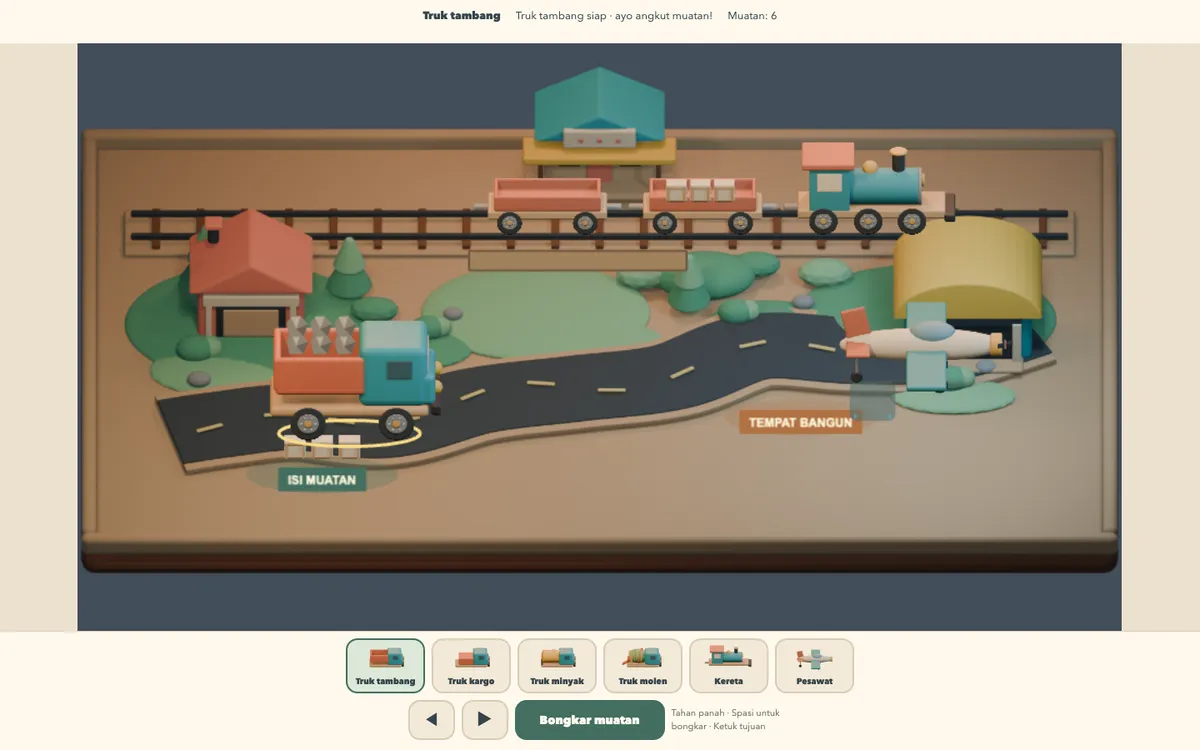 Truk tambang Truk tambang siap · ayo angkut muatan! Muatan: 6
TEMPAT BANGUN
ISI MUATAN
Truk tambang Truk kargo Truk minyak Truk molen Kereta Pesawat
Bongkar muatan
Tahan panah · Spasi untuk
bongkar · Ketuk tujuan